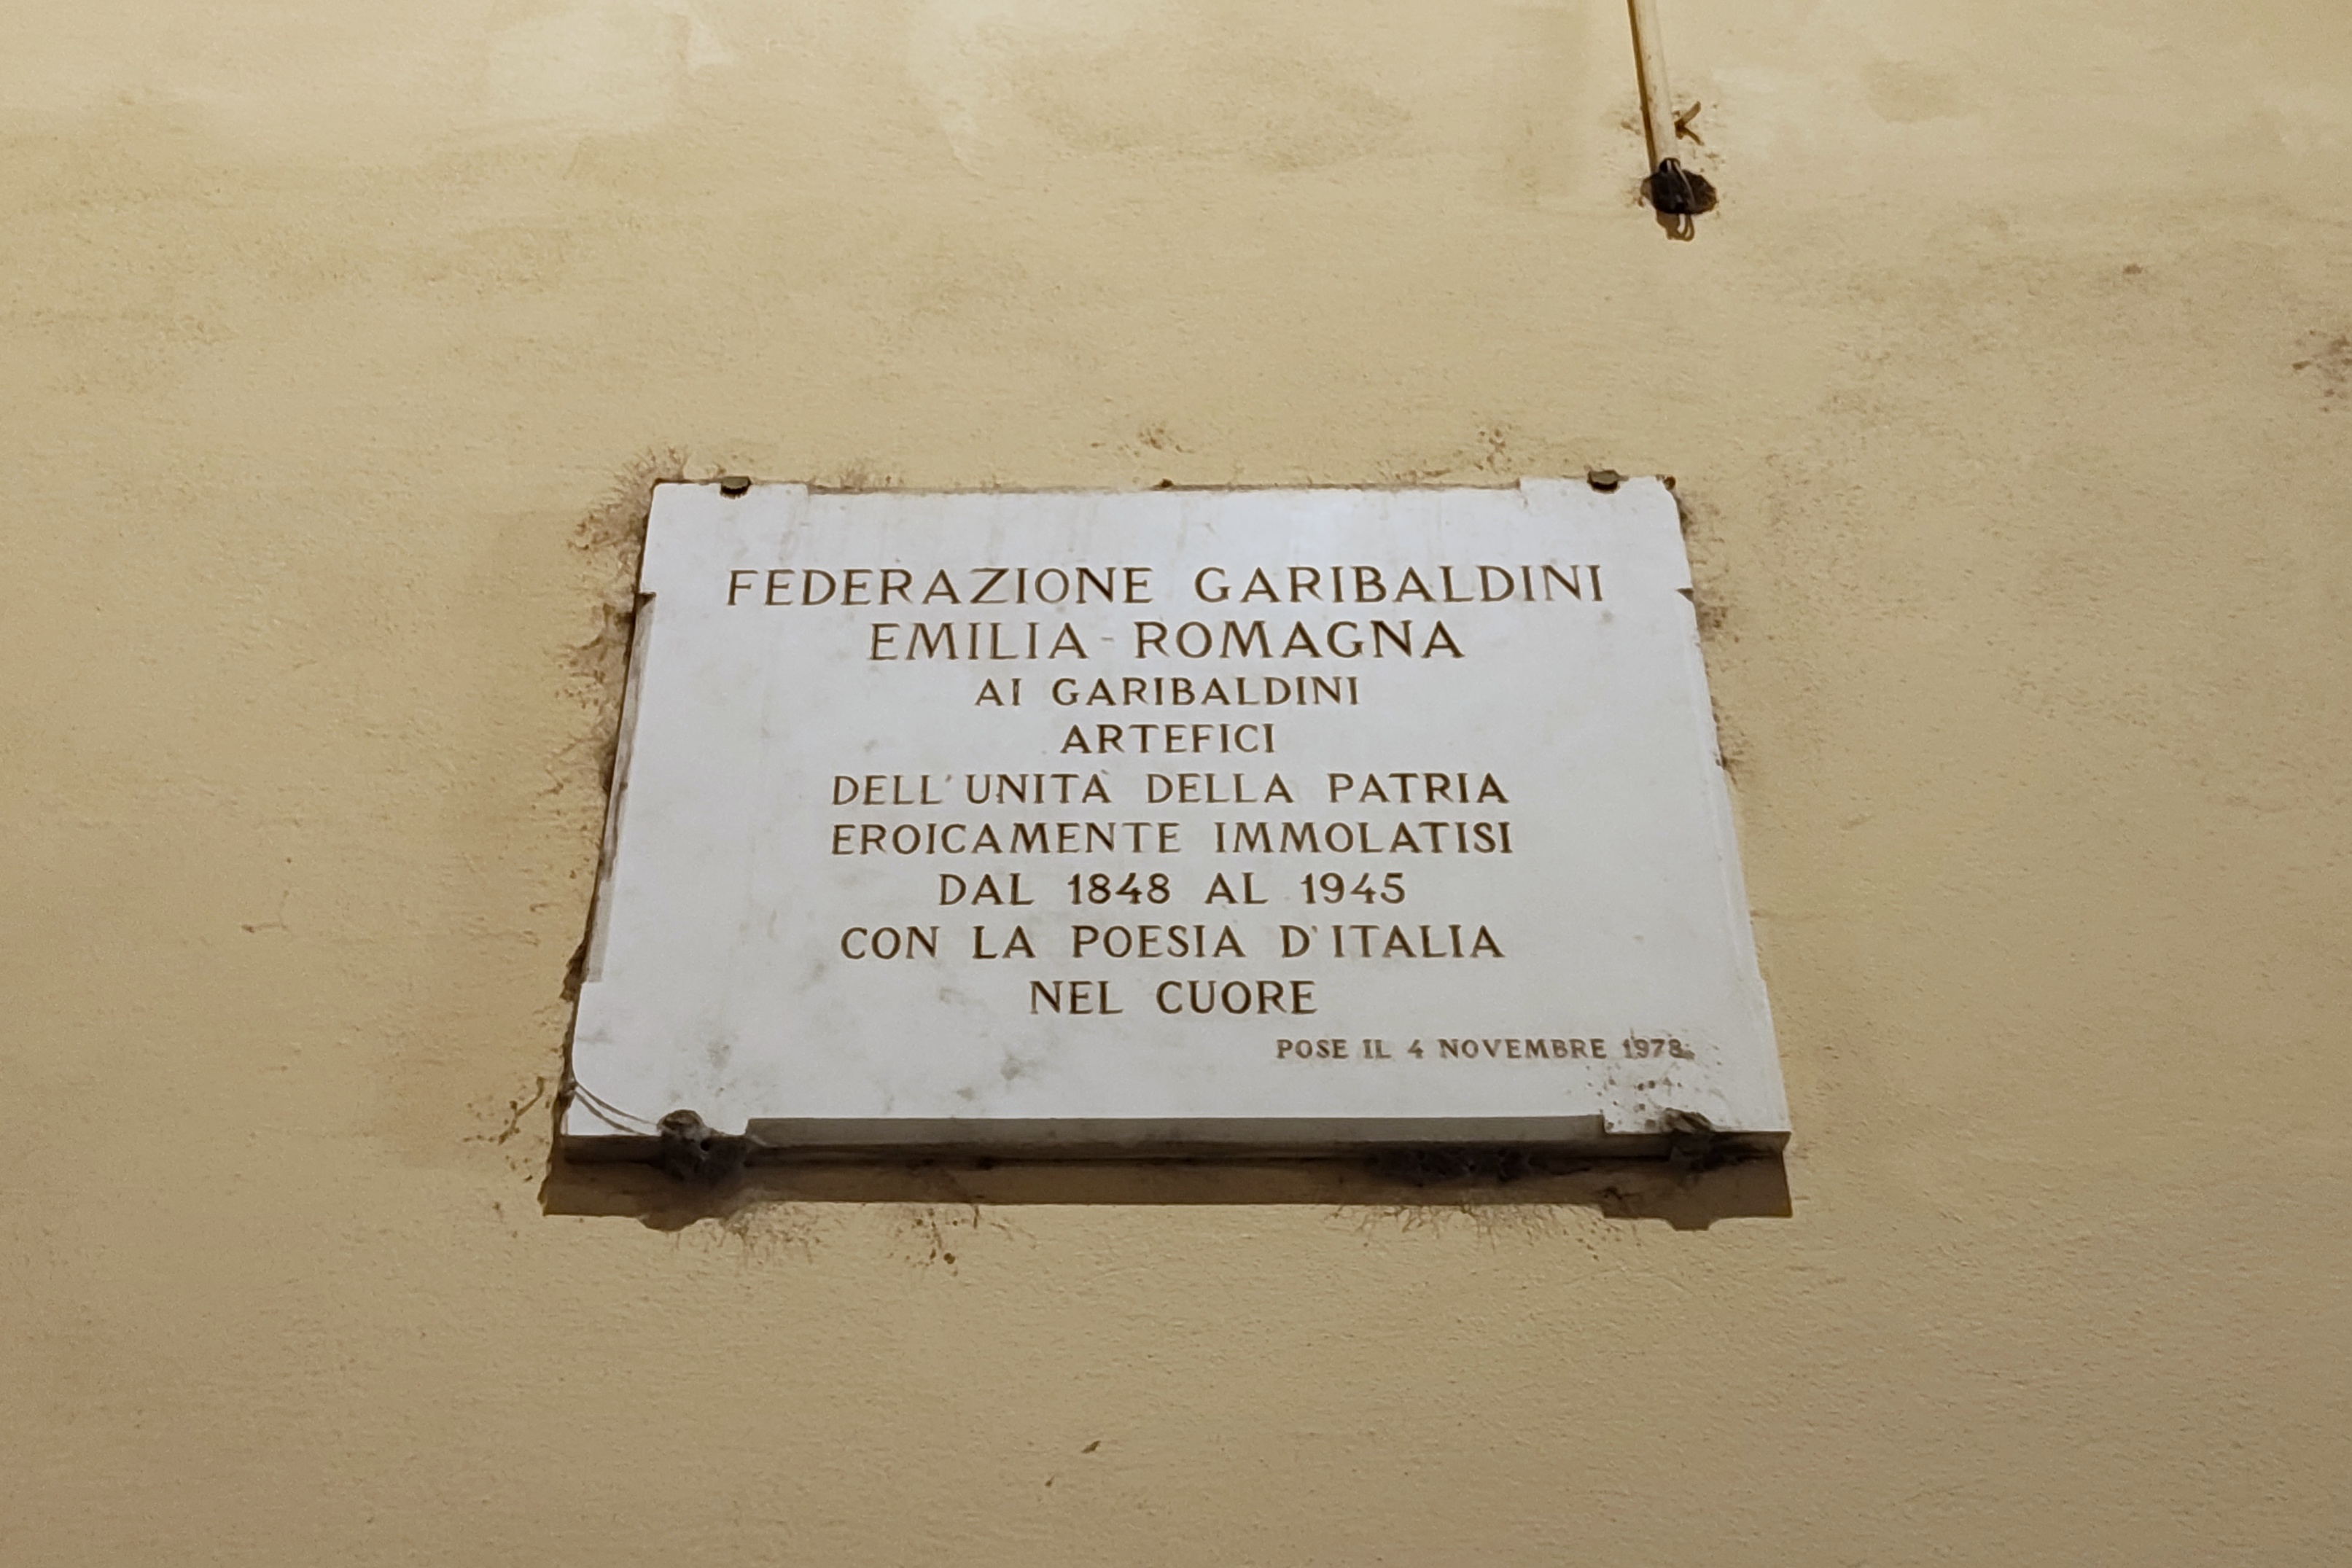 FEDERAZIONE GARIBALDINI
EMILIA-ROMAGNA
AI GARIBALDINI
ARTEFICI
DELL'UNITÀ DELLA PATRIA
EROICAMENTE IMMOLATISI
DAL 1848 AL 1945
CON LA POESIA D'ITALIA
NEL CUORE
POSE IL 4 NOVEMBRE 1978